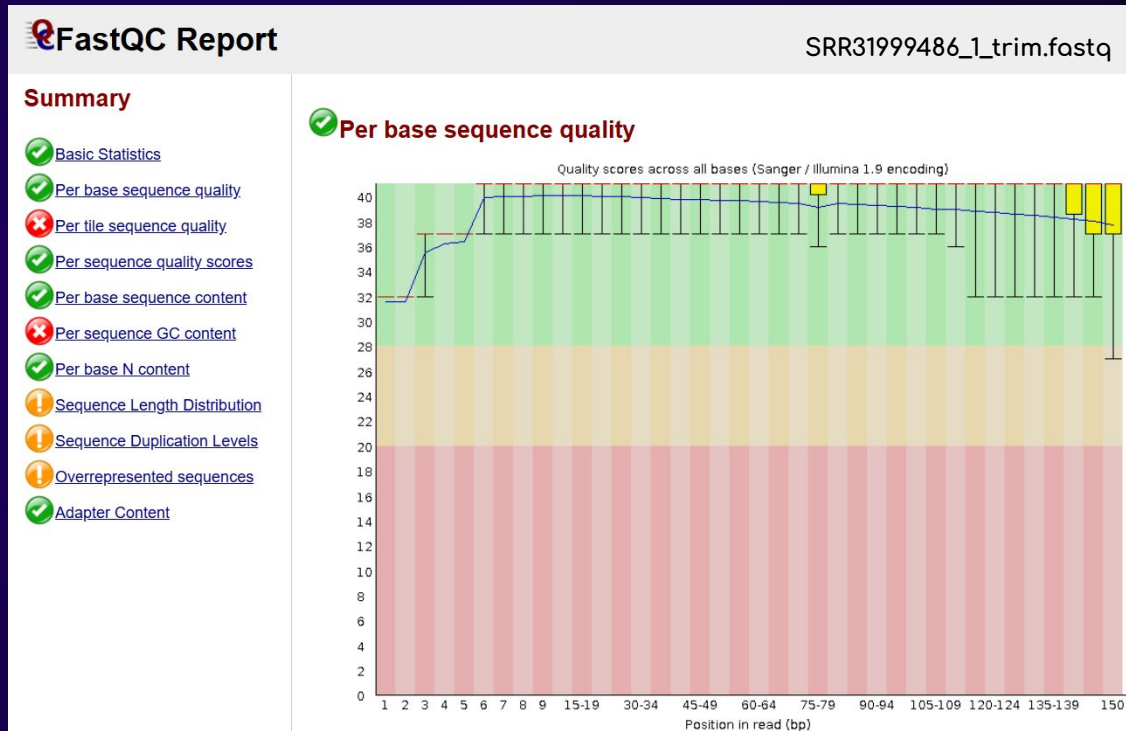 FastQC Report
SRR31999486_1_trim.fastq
Summary
Basic Statistics
Per base sequence quality
Per tile sequence quality
Per sequence quality scores
Per base sequence content
Per sequence GC content
Per base N content
Sequence Length Distribution
Sequence Duplication Levels
Overrepresented sequences
Adapter Content
Per base sequence quality
Quality scores across all bases (Sanger / Illumina 1.9 encoding)
40
38
36
34
32
30
28
26
24
22
20
18
16
14
12
10
8
6
4
2
0
1 2 3 4 5 6 7 8 9 15-19 30-34 45-49 60-64 75-79 90-94 105-109 120-124 135-139 150
Position in read (bp)